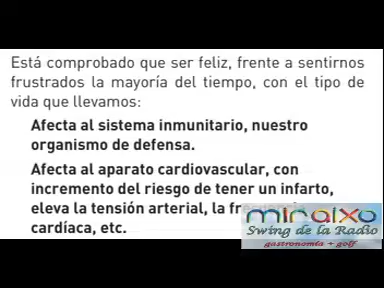 Está comprobado que ser feliz, frente a sentirnos
frustrados la mayoría del tiempo, con el tipo de
vida que llevamos:
Afecta al sistema inmunitario, nuestro
organismo de defensa.
Afecta al aparato cardiovascular, con
incremento del riesgo de tener un infarto,
eleva la tensión arterial, la
cardíaca, etc.
miraixo
Swing de la Radio
gastronomía + golf